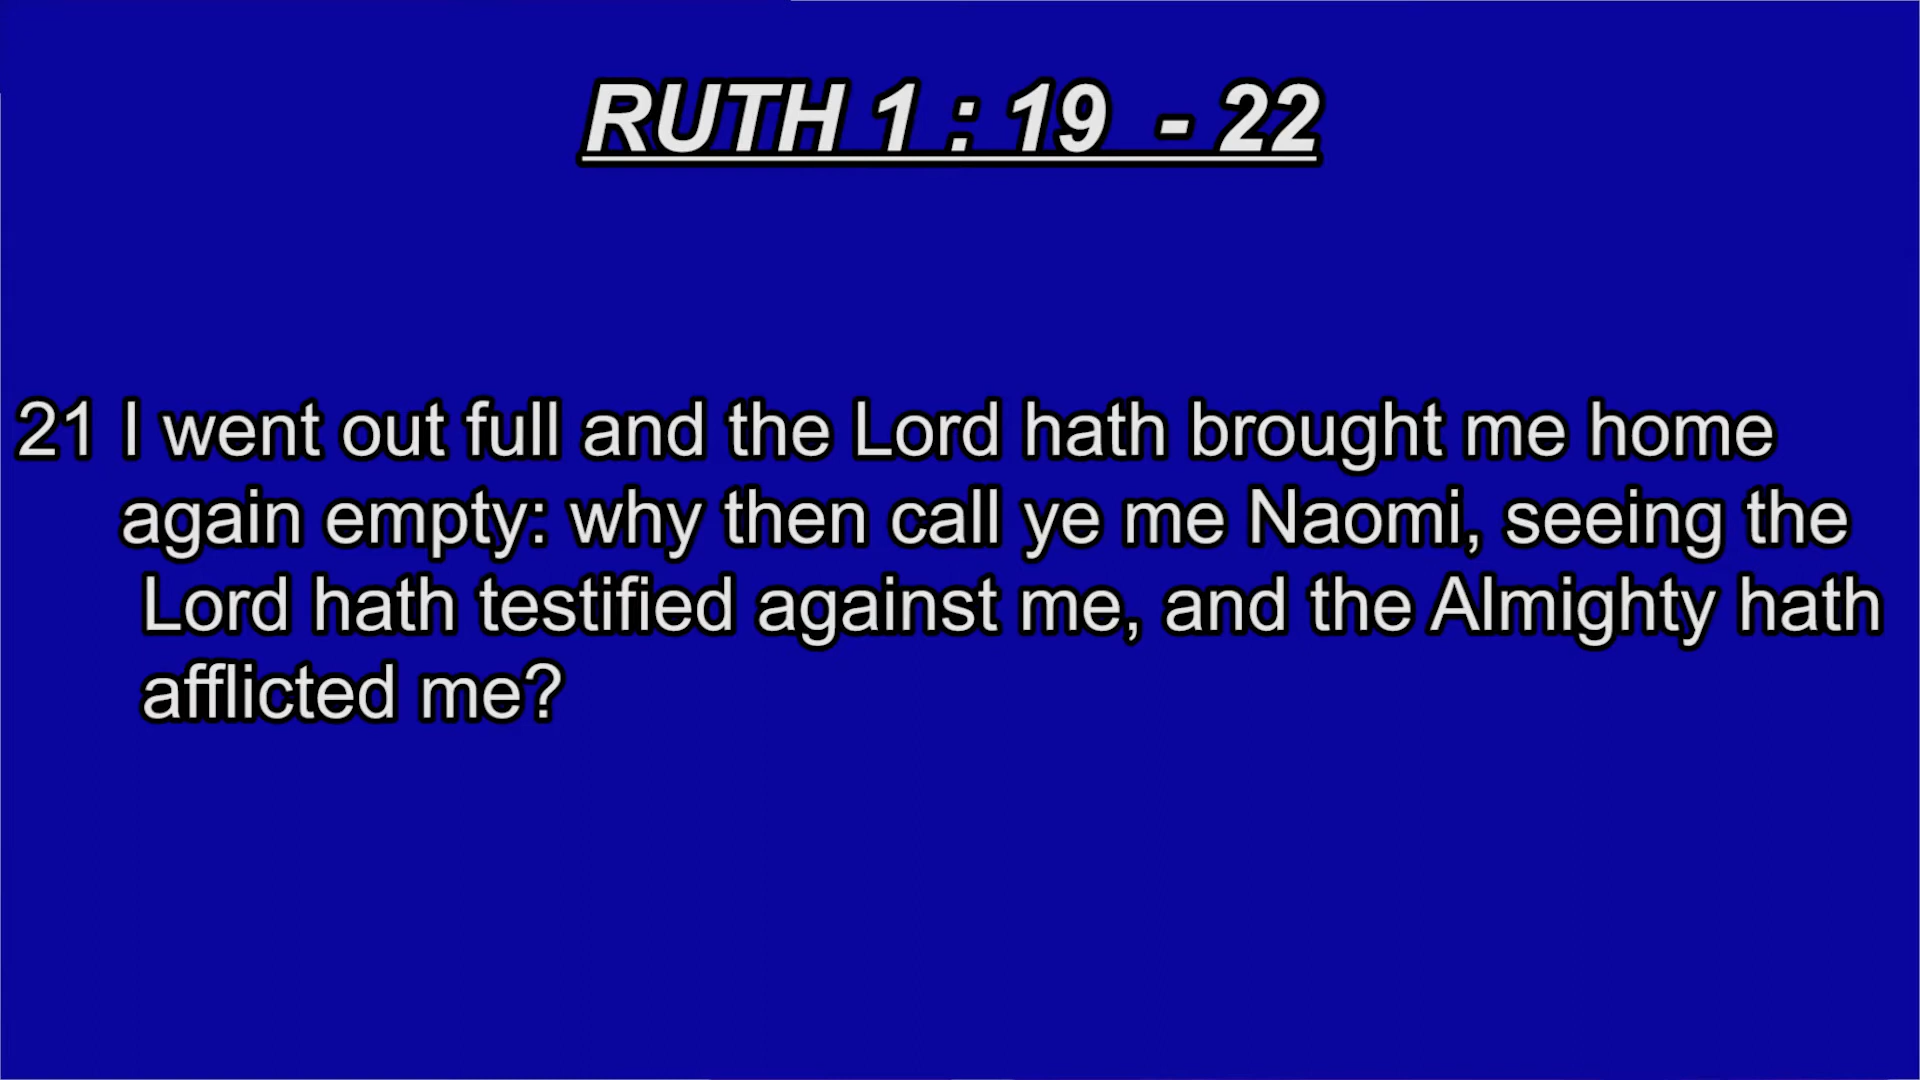 RUTH 1 : 19  - 22
21 I went out full and the Lord hath brought me home
again empty: why then call ye me Naomi, seeing the
Lord hath testified against me, and the Almighty hath
afflicted me?